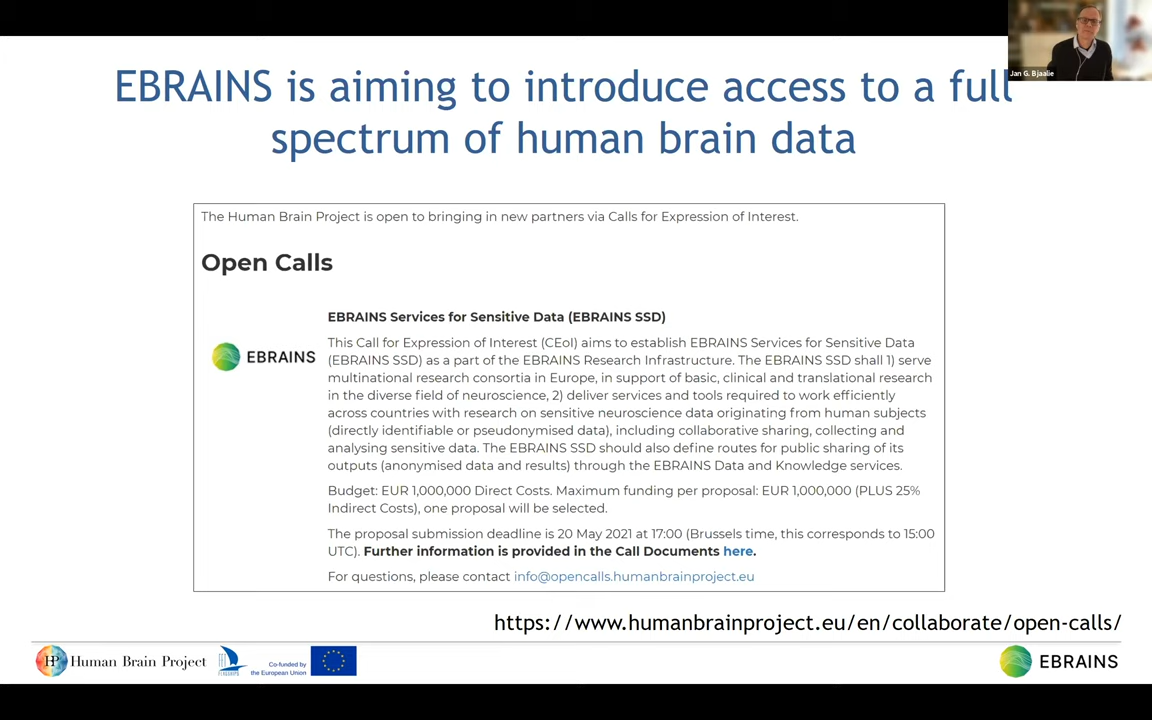 Jan G. Bjaalie
EBRAINS is aiming to introduce access to a full
spectrum of human brain data
The Human Brain Project is open to bringing in new partners via Calls for Expression of Interest.
Open Calls
EBRAINS
EBRAINS Services for Sensitive Data (EBRAINS SSD)
This Call for Expression of Interest (CEoI) aims to establish EBRAINS Services for Sensitive Data
(EBRAINS SSD) as a part of the EBRAINS Research Infrastructure. The EBRAINS SSD shall 1) serve
multinational research consortia in Europe, in support of basic, clinical and translational research
in the diverse field of neuroscience, 2) deliver services and tools required to work efficiently
across countries with research on sensitive neuroscience data originating from human subjects
(directly identifiable or pseudonymised data), including collaborative sharing, collecting and
analysing sensitive data. The EBRAINS SSD should also define routes for public sharing of its
outputs (anonymised data and results) through the EBRAINS Data and Knowledge services.
Budget: EUR 1,000,000 Direct Costs. Maximum funding per proposal: EUR 1,000,000 (PLUS 25%
Indirect Costs), one proposal will be selected.
The proposal submission deadline is 20 May 2021 at 17:00 (Brussels time, this corresponds to 15:00
UTC). Further information is provided in the Call Documents here.
For questions, please contact info@opencalls.humanbrainproject.eu
https://www.humanbrainproject.eu/en/collaborate/open-calls/
HP Human Brain Project
Co-funded by
the European Union
EBRAINS